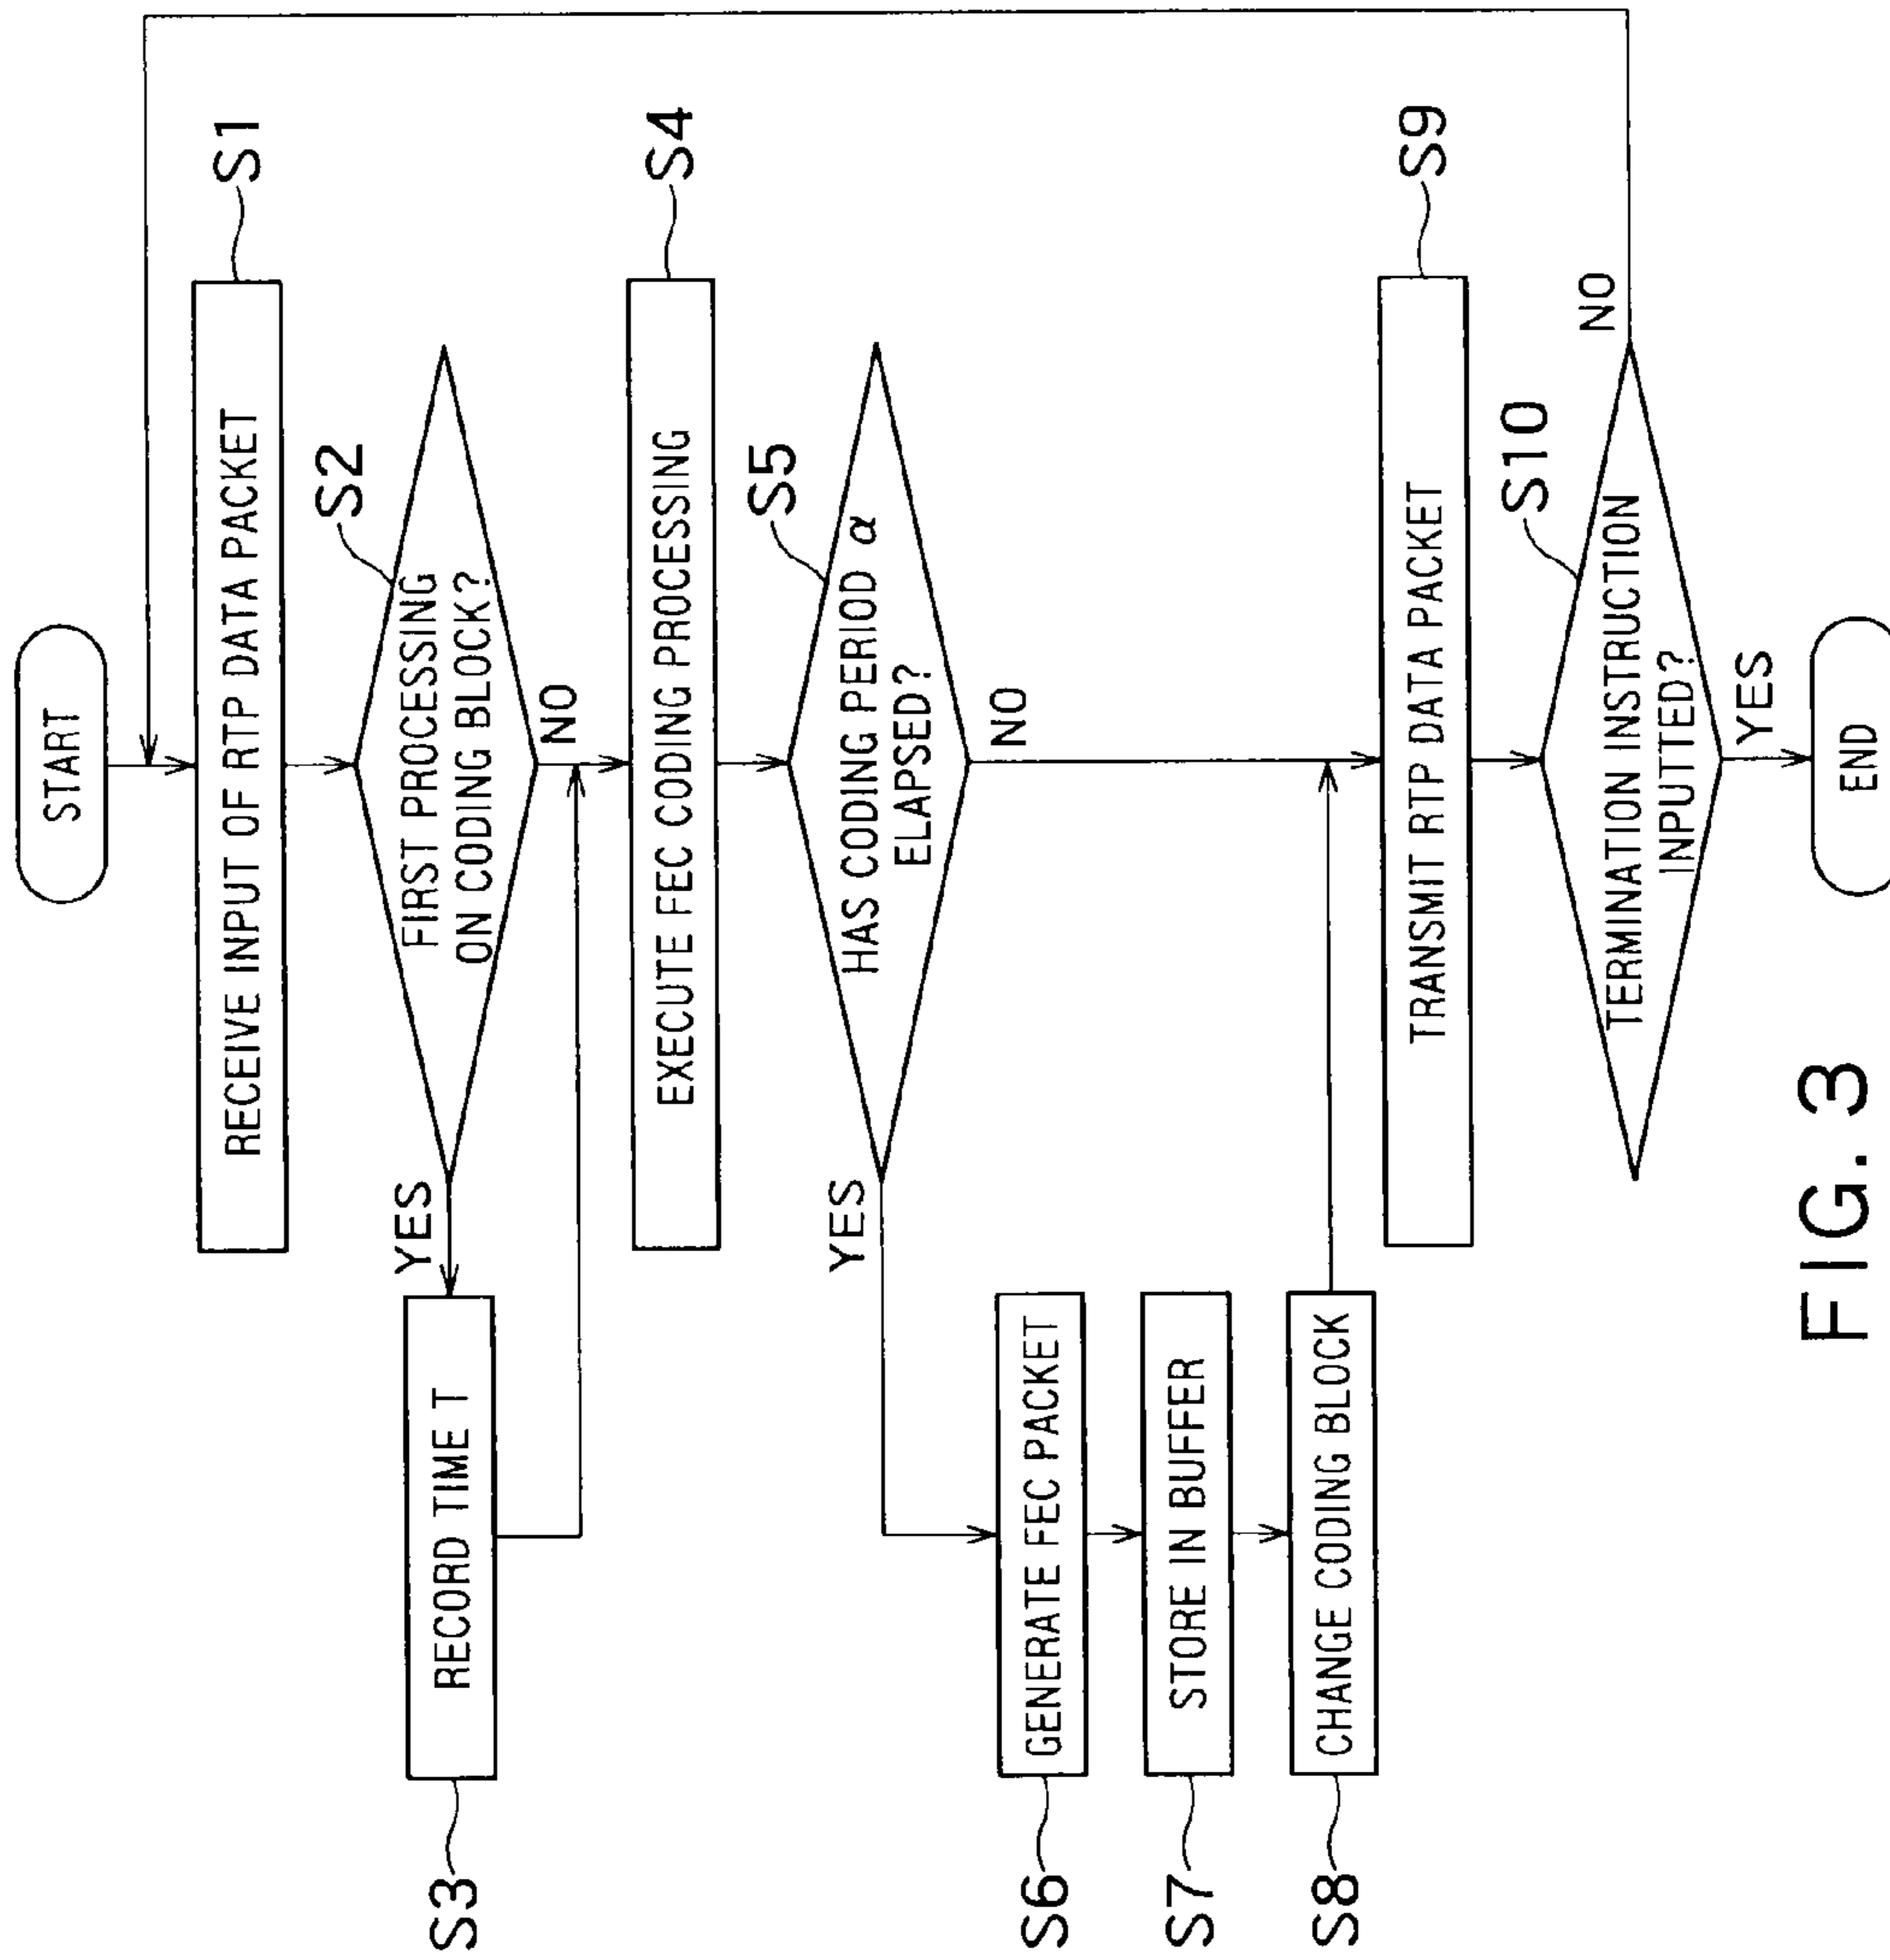 START
RECEIVE INPUT OF RTP DATA PACKET
S1
FIRST PROCESSING
ON CODING BLOCK?
S2
YES
NO
RECORD TIME T
S3
EXECUTE FEC CODING PROCESSING
S4
HAS CODING PERIOD α
ELAPSED?
S5
YES
NO
GENERATE FEC PACKET
S6
STORE IN BUFFER
S7
CHANGE CODING BLOCK
S8
TRANSMIT RTP DATA PACKET
S9
TERMINATION INSTRUCTION
INPUTTED?
S10
NO
YES
END
FIG. 3